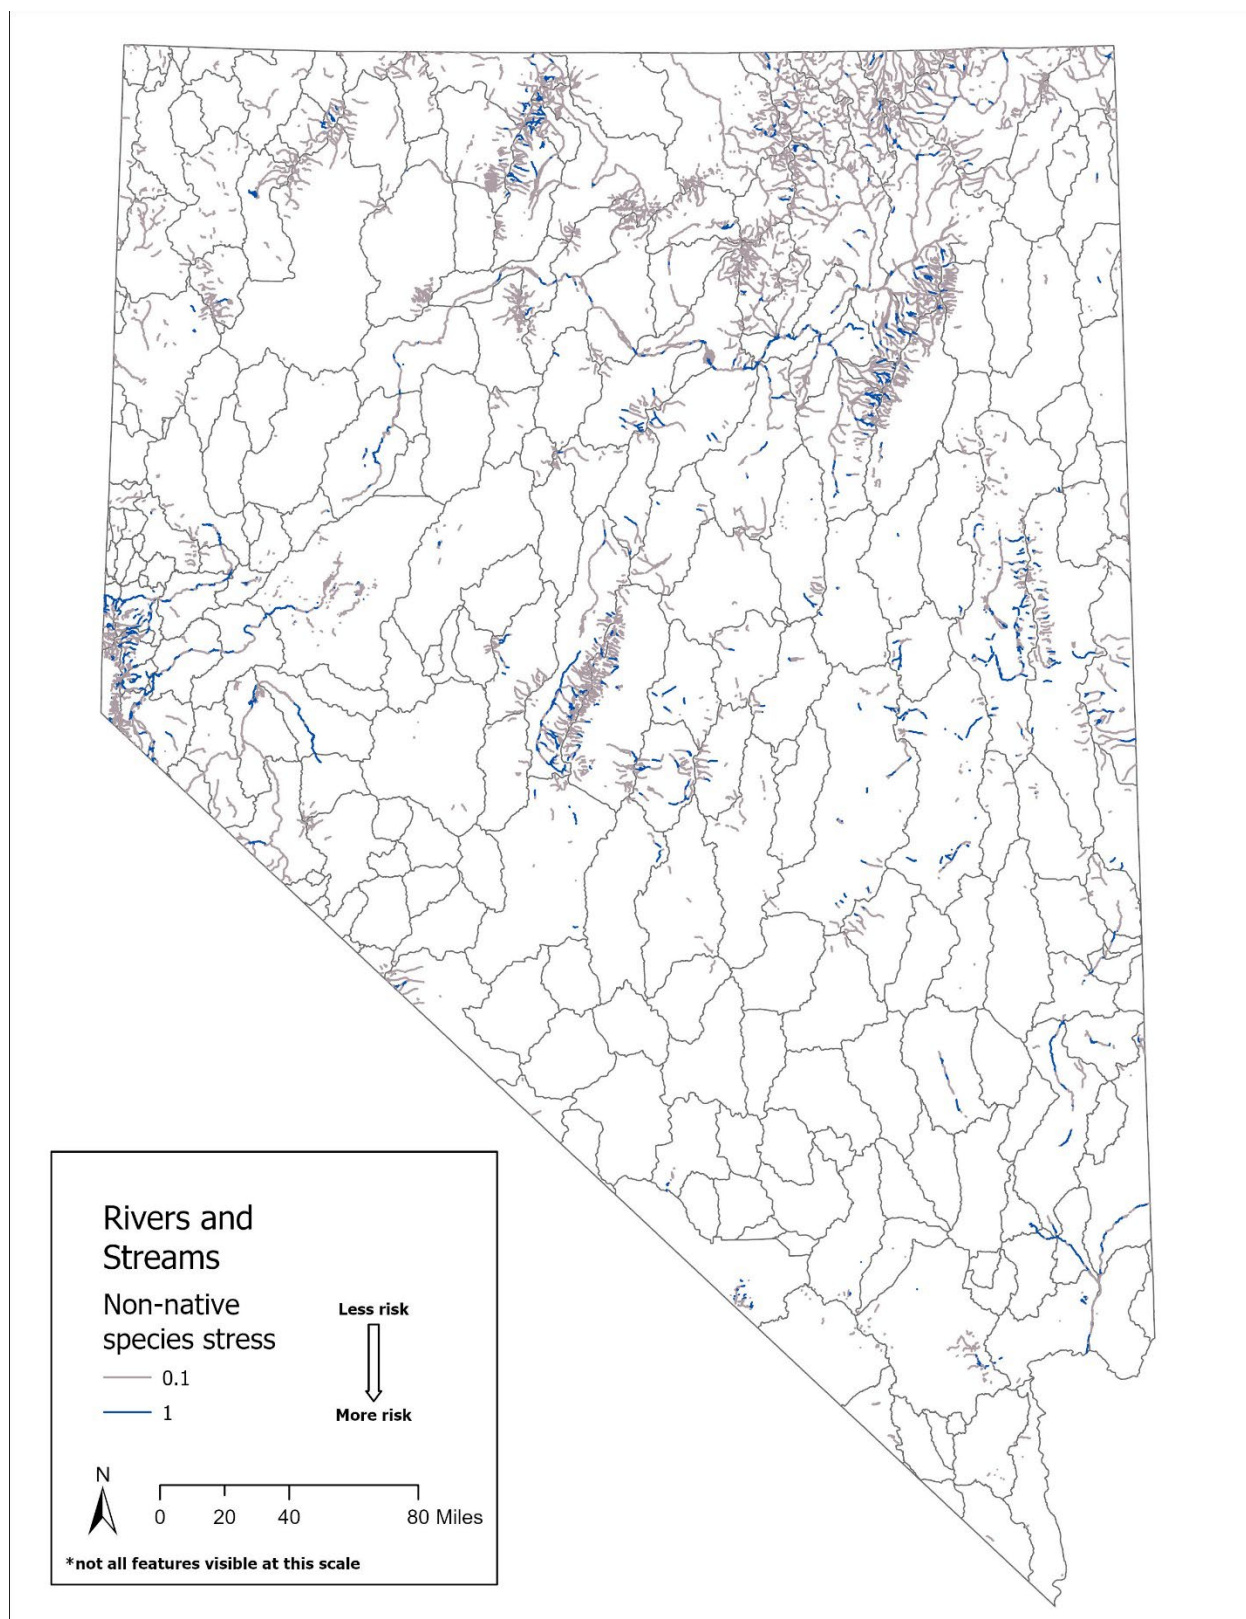 Rivers and
Streams
Non-native
species stress
0.1
1
Less risk
More risk
N
0 20 40 80 Miles
*not all features visible at this scale